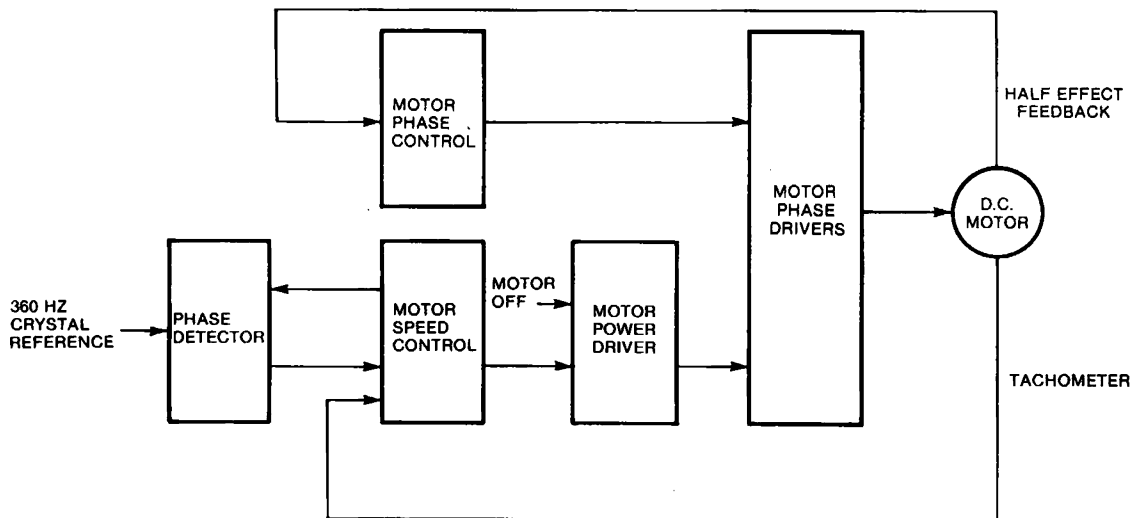 MOTOR
PHASE
CONTROL
HALF EFFECT
FEEDBACK
MOTOR
PHASE
DRIVERS
D.C.
MOTOR
360 HZ
CRYSTAL
REFERENCE
PHASE
DETECTOR
MOTOR
SPEED
CONTROL
MOTOR
OFF
MOTOR
POWER
DRIVER
TACHOMETER